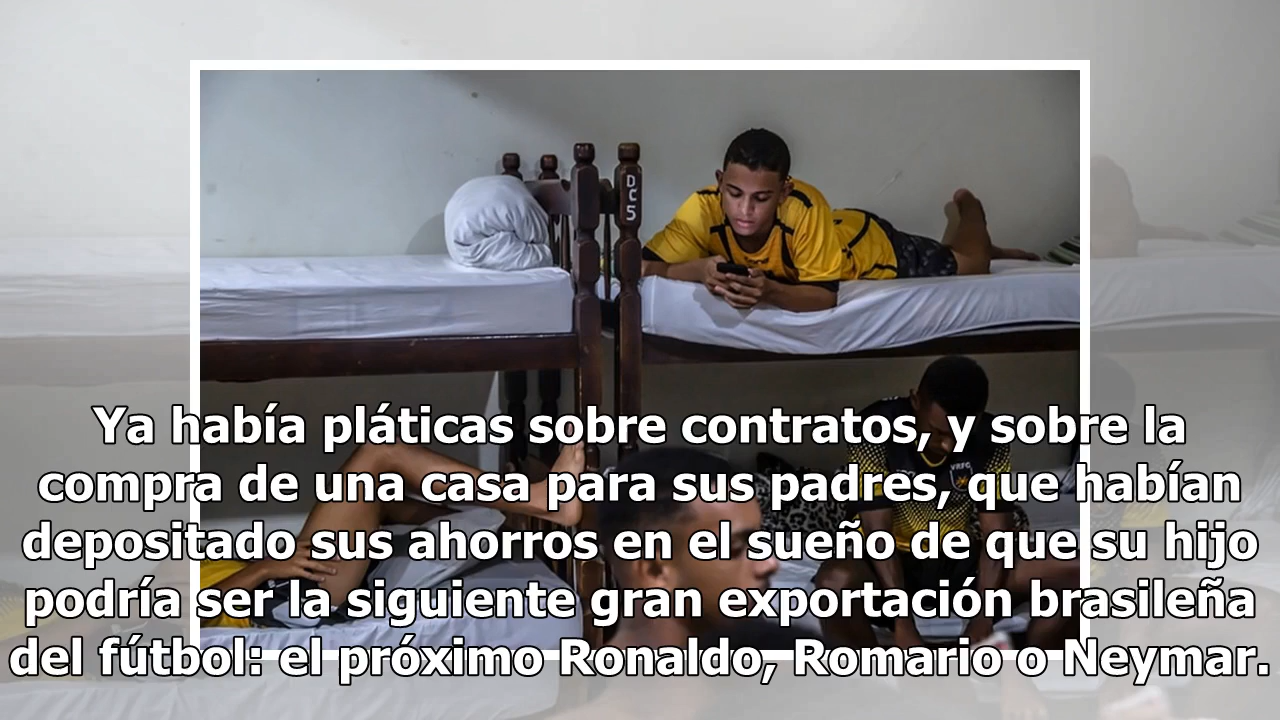 DC5
VRFC
Ya había pláticas sobre contratos, y sobre la
compra de una casa para sus padres, que habían
depositado sus ahorros en el sueño de que su hijo
podría ser la siguiente gran exportación brasileña
del fútbol: el próximo Ronaldo, Romario o Neymar.